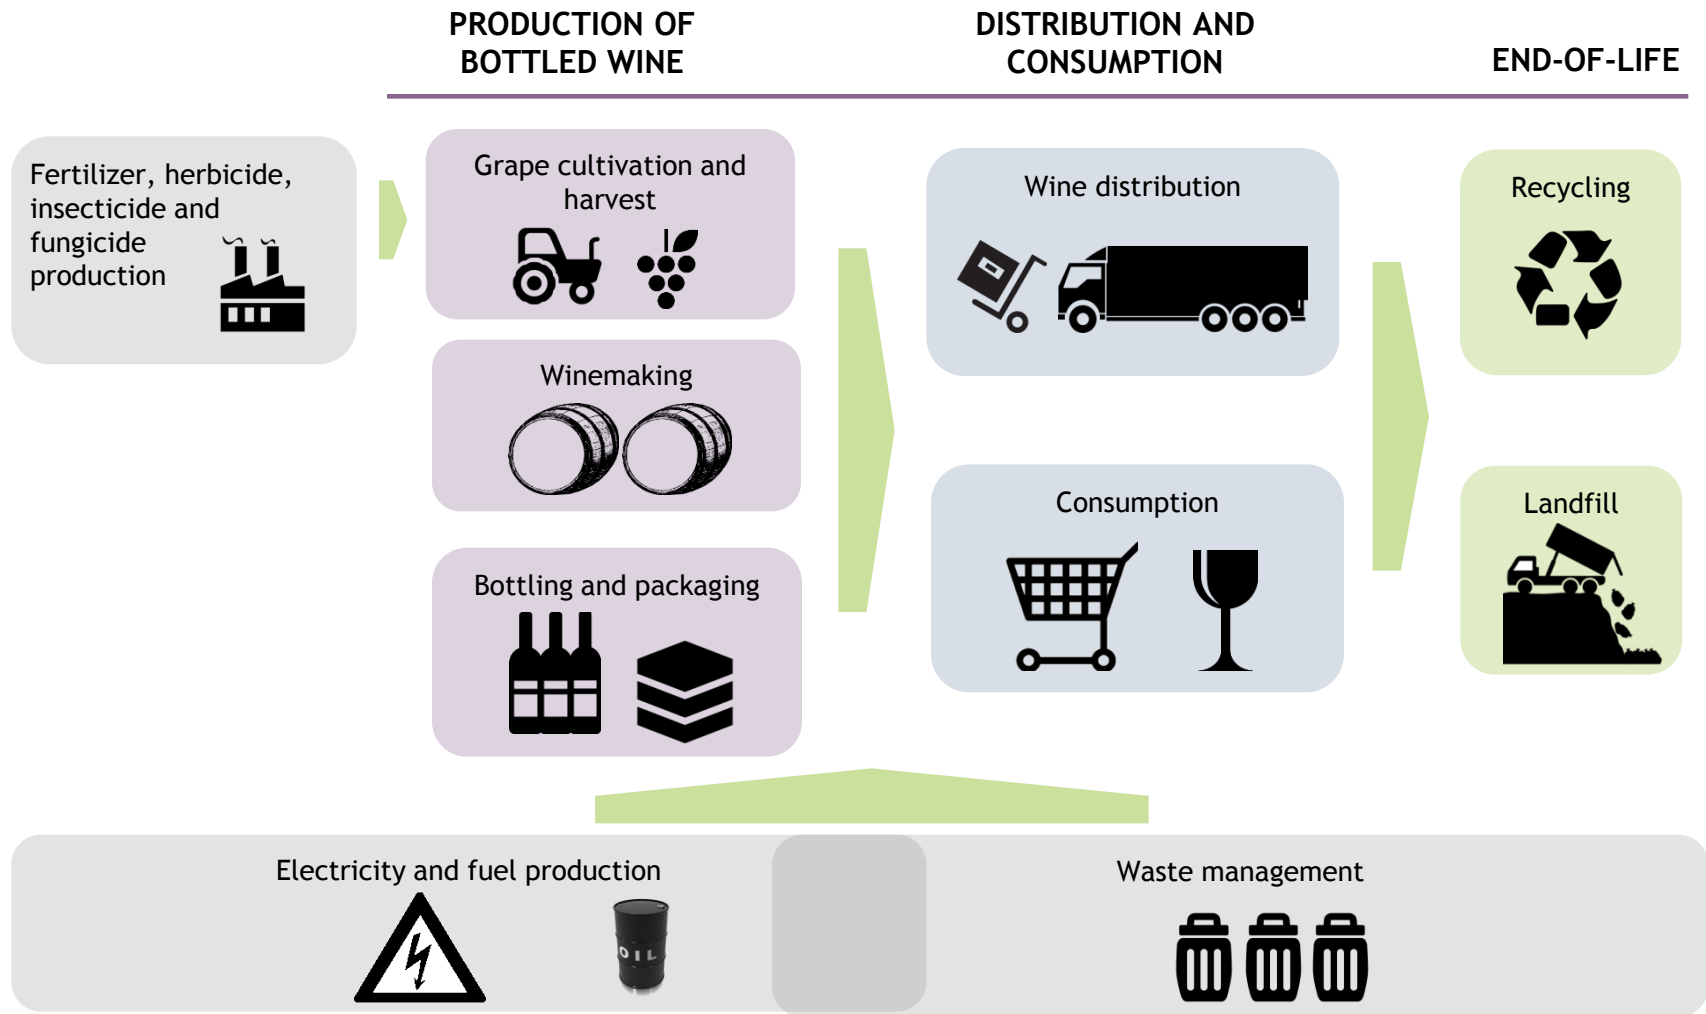 PRODUCTION OF
BOTTLED WINE
DISTRIBUTION AND
CONSUMPTION
END-OF-LIFE
Fertilizer, herbicide,
insecticide and
fungicide
production
Grape cultivation and
harvest
Winemaking
Bottling and packaging
Wine distribution
Consumption
Recycling
Landfill
Electricity and fuel production
OIL
Waste management